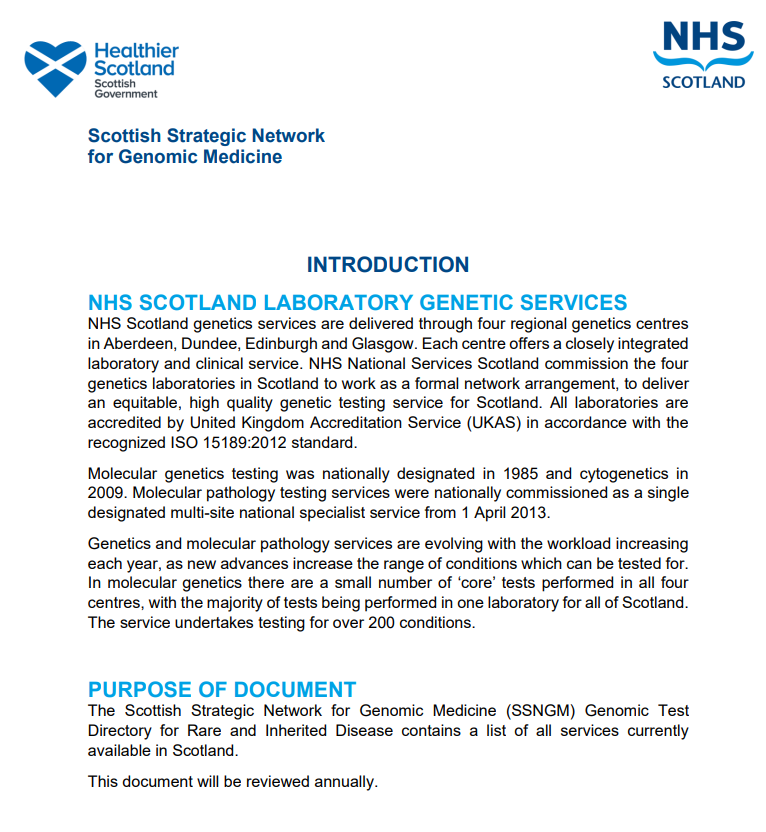 Healthier
Scotland
Scottish
Government
NHS
SCOTLAND
Scottish Strategic Network
for Genomic Medicine
INTRODUCTION
NHS SCOTLAND LABORATORY GENETIC SERVICES
NHS Scotland genetics services are delivered through four regional genetics centres
in Aberdeen, Dundee, Edinburgh and Glasgow. Each centre offers a closely integrated
laboratory and clinical service. NHS National Services Scotland commission the four
genetics laboratories in Scotland to work as a formal network arrangement, to deliver
an equitable, high quality genetic testing service for Scotland. All laboratories are
accredited by United Kingdom Accreditation Service (UKAS) in accordance with the
recognized ISO 15189:2012 standard.
Molecular genetics testing was nationally designated in 1985 and cytogenetics in
2009. Molecular pathology testing services were nationally commissioned as a single
designated multi-site national specialist service from 1 April 2013.
Genetics and molecular pathology services are evolving with the workload increasing
each year, as new advances increase the range of conditions which can be tested for.
In molecular genetics there are a small number of ‘core’ tests performed in all four
centres, with the majority of tests being performed in one laboratory for all of Scotland.
The service undertakes testing for over 200 conditions.
PURPOSE OF DOCUMENT
The Scottish Strategic Network for Genomic Medicine (SSNGM) Genomic Test
Directory for Rare and Inherited Disease contains a list of all services currently
available in Scotland.
This document will be reviewed annually.